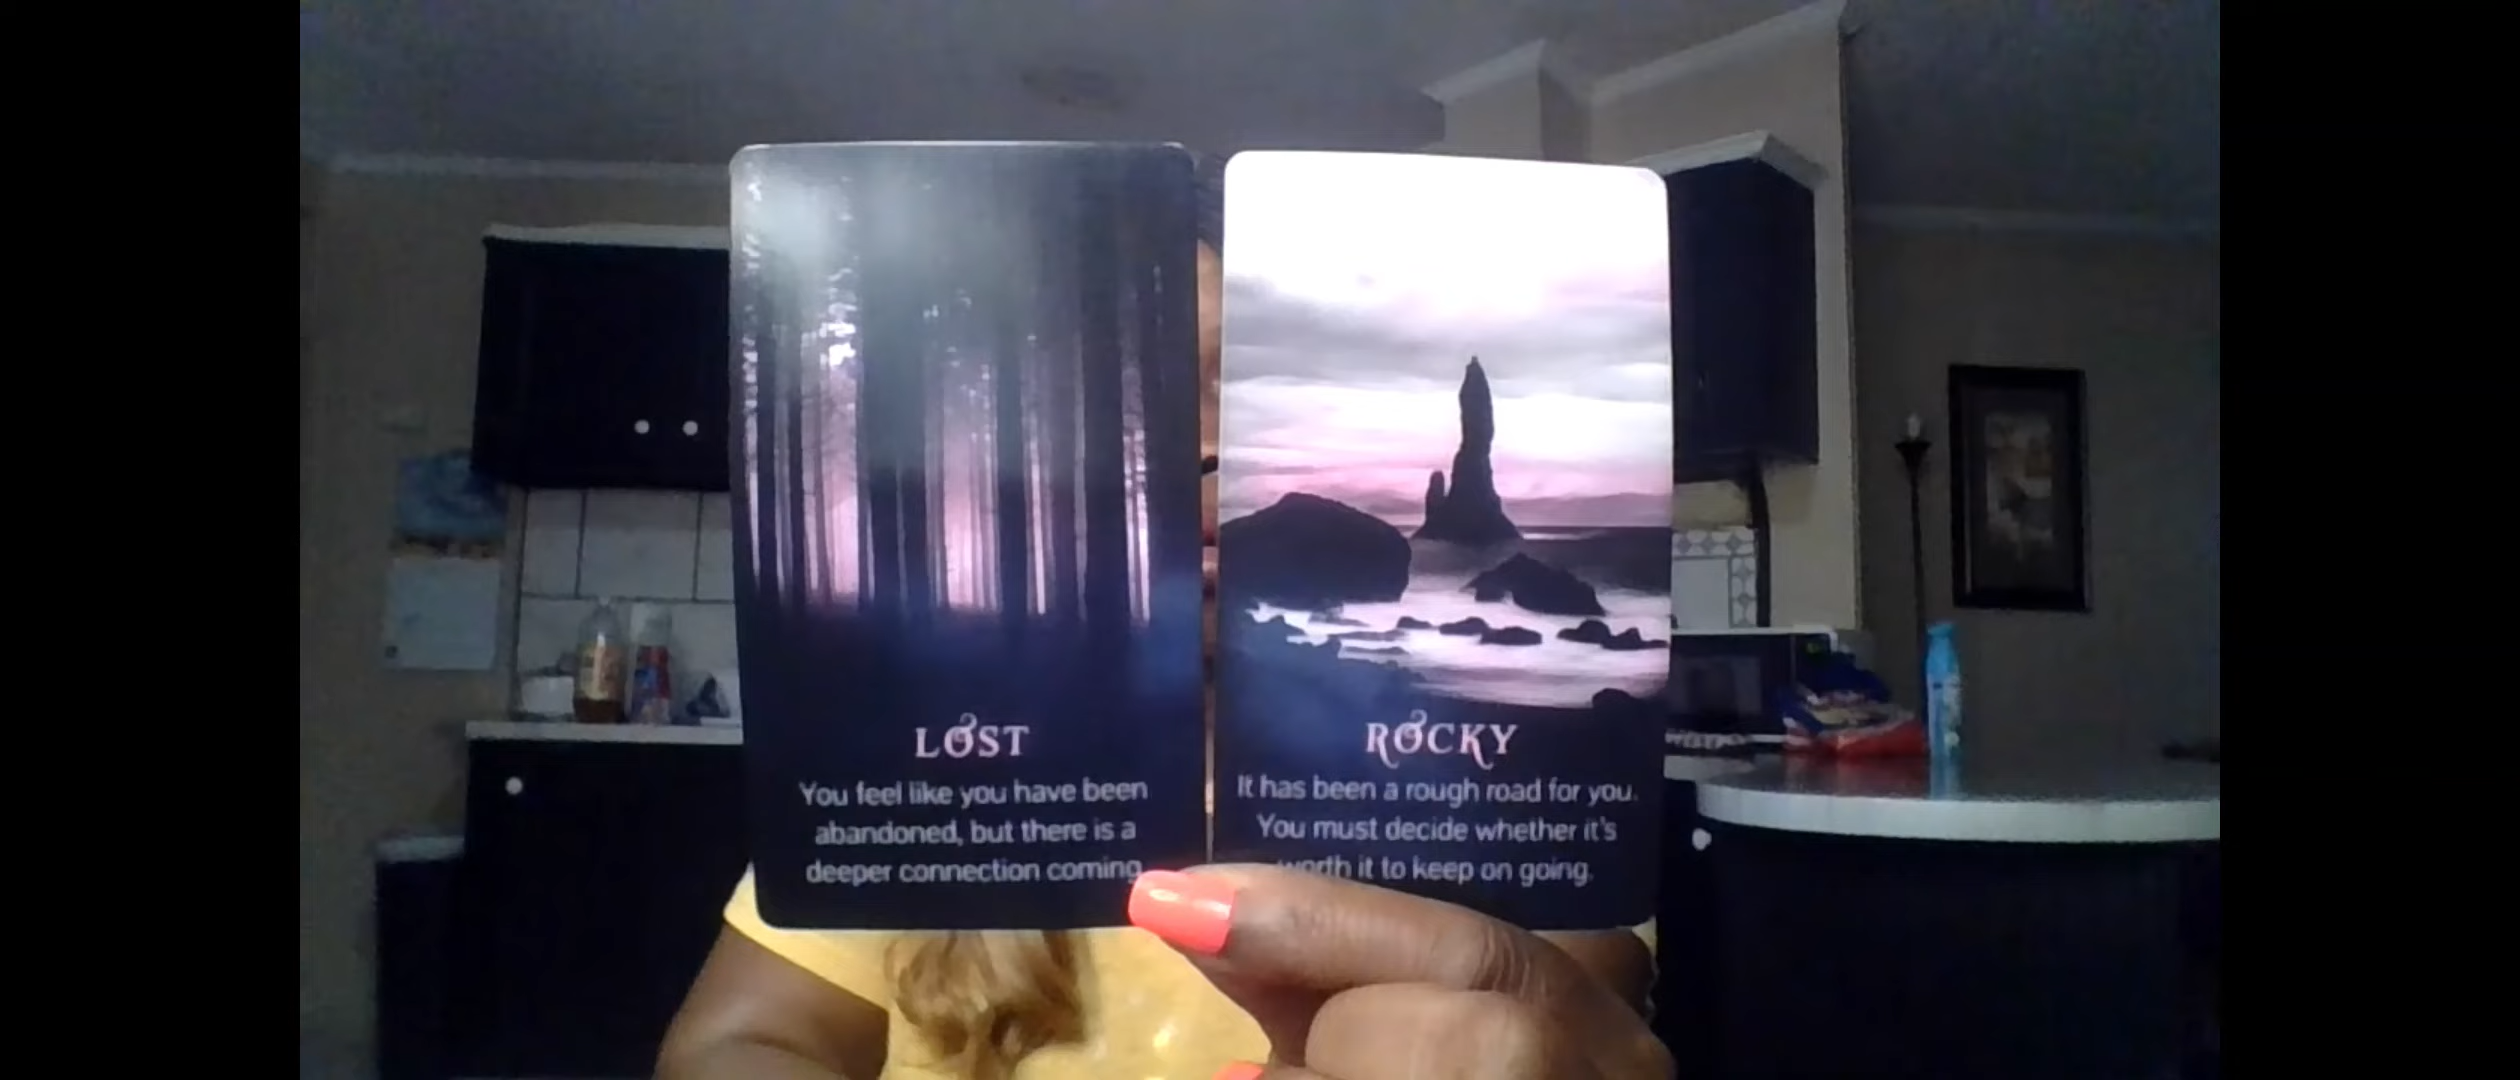 LOST
You feel like you have been
abandoned, but there is a
deeper connection coming
ROCKY
It has been a rough road for you.
You must decide whether it's
worth it to keep on going.